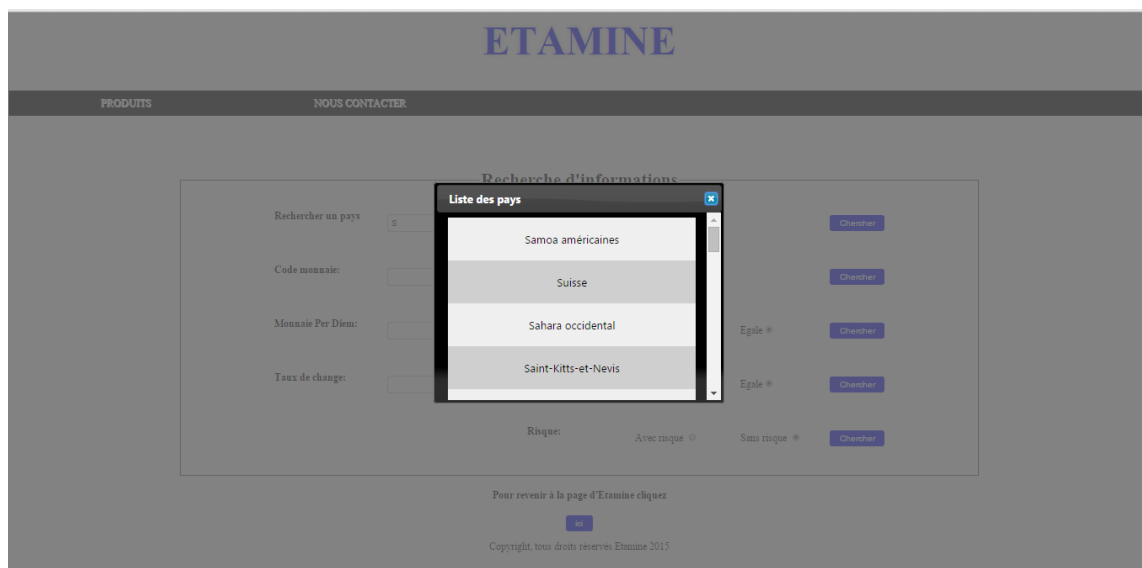 ETAMINE
PRODUITS NOUS CONTACTER
Recherche d'informations
Liste des pays
Samoa américaines
Suisse
Sahara occidental
Saint-Kitts-et-Nevis
Rechercher un pays S Chercher
Code monnaie: Chercher
Monnaie Per Diem: Egale Chercher
Taux de change: Egale Chercher
Risque: Avec risque Sans risque Chercher
Pour revenir à la page d'Etamine cliquez
ici
Copyright, tous droits réservés Etamine 2015